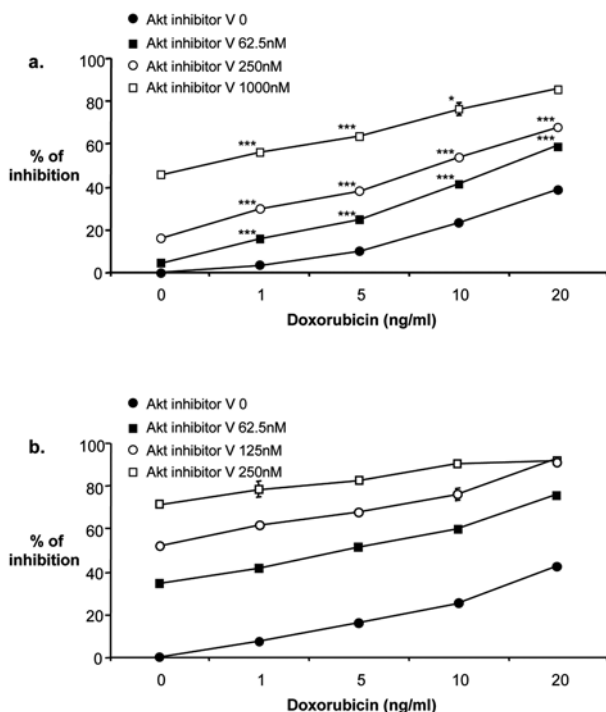 a.
Akt inhibitor V 0
Akt inhibitor V 62.5nM
Akt inhibitor V 250nM
Akt inhibitor V 1000nM
100
80
60
40
20
0
% of
inhibition
***
***
*
***
***
***
***
***
***
***
***
0
1
5
10
20
Doxorubicin (ng/ml)
b.
Akt inhibitor V 0
Akt inhibitor V 62.5nM
Akt inhibitor V 125nM
Akt inhibitor V 250nM
100
80
60
40
20
0
% of
inhibition
0
1
5
10
20
Doxorubicin (ng/ml)